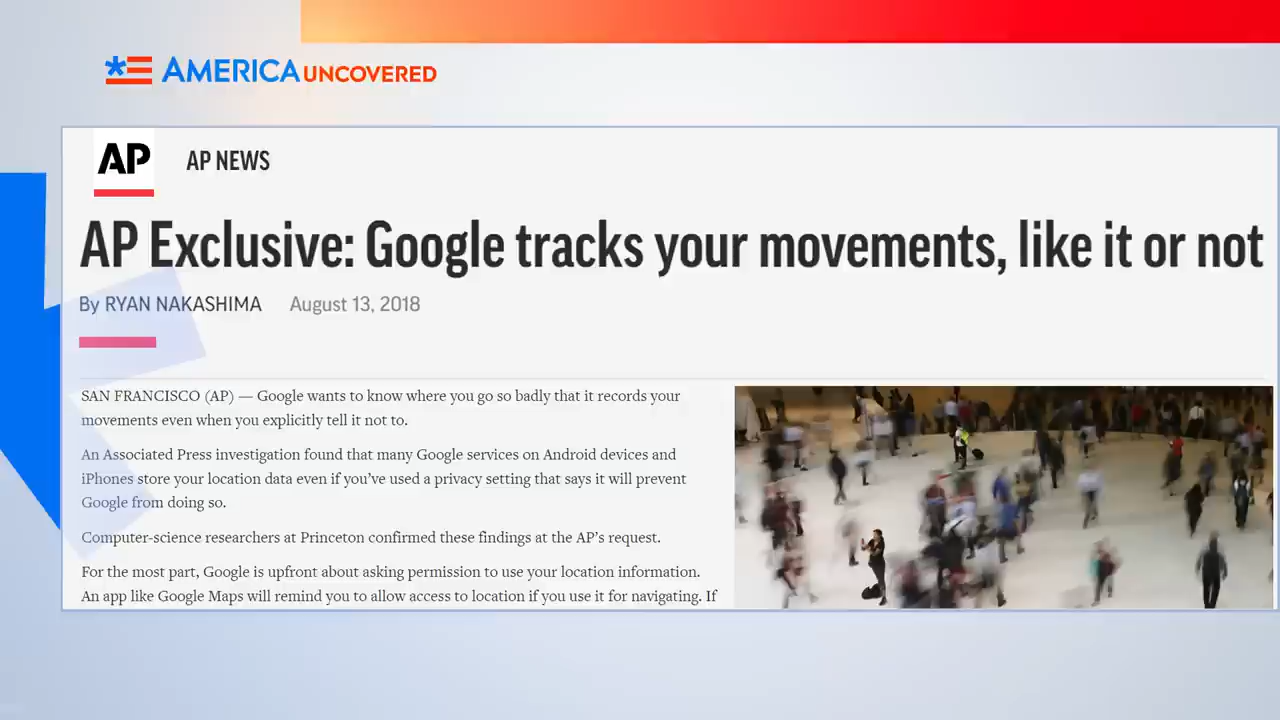 AMERICA UNCOVERED
AP AP NEWS
AP Exclusive: Google tracks your movements, like it or not
By RYAN NAKASHIMA August 13, 2018
SAN FRANCISCO (AP) — Google wants to know where you go so badly that it records your
movements even when you explicitly tell it not to.
An Associated Press investigation found that many Google services on Android devices and
iPhones store your location data even if you’ve used a privacy setting that says it will prevent
Google from doing so.
Computer-science researchers at Princeton confirmed these findings at the AP’s request.
For the most part, Google is upfront about asking permission to use your location information.
An app like Google Maps will remind you to allow access to location if you use it for navigating. If